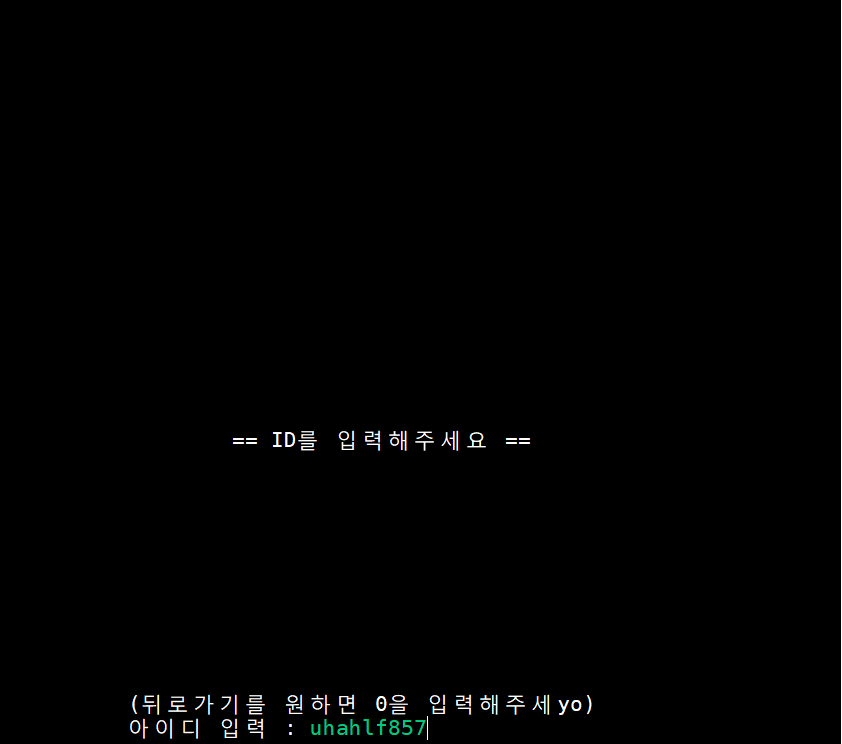 == ID를 입력해주세요 ==
(뒤로가기를 원하면 0을 입력해주세yo)
아이디 입력 : uhahlf857